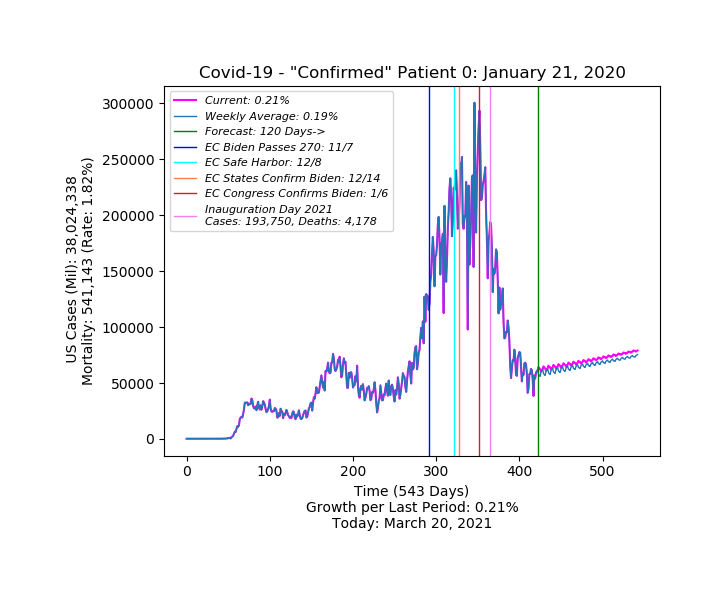 Covid-19 - "Confirmed" Patient 0: January 21, 2020
Current: 0.21%
Weekly Average: 0.19%
Forecast: 120 Days->
EC Biden Passes 270: 11/7
EC Safe Harbor: 12/8
EC States Confirm Biden: 12/14
EC Congress Confirms Biden: 1/6
Inauguration Day 2021
Cases: 193,750, Deaths: 4,178
US Cases (Mil): 38,024,338
Mortality: 541,143 (Rate: 1.82%)
300000
250000
200000
150000
100000
50000
0
0 100 200 300 400 500
Time (543 Days)
Growth per Last Period: 0.21%
Today: March 20, 2021